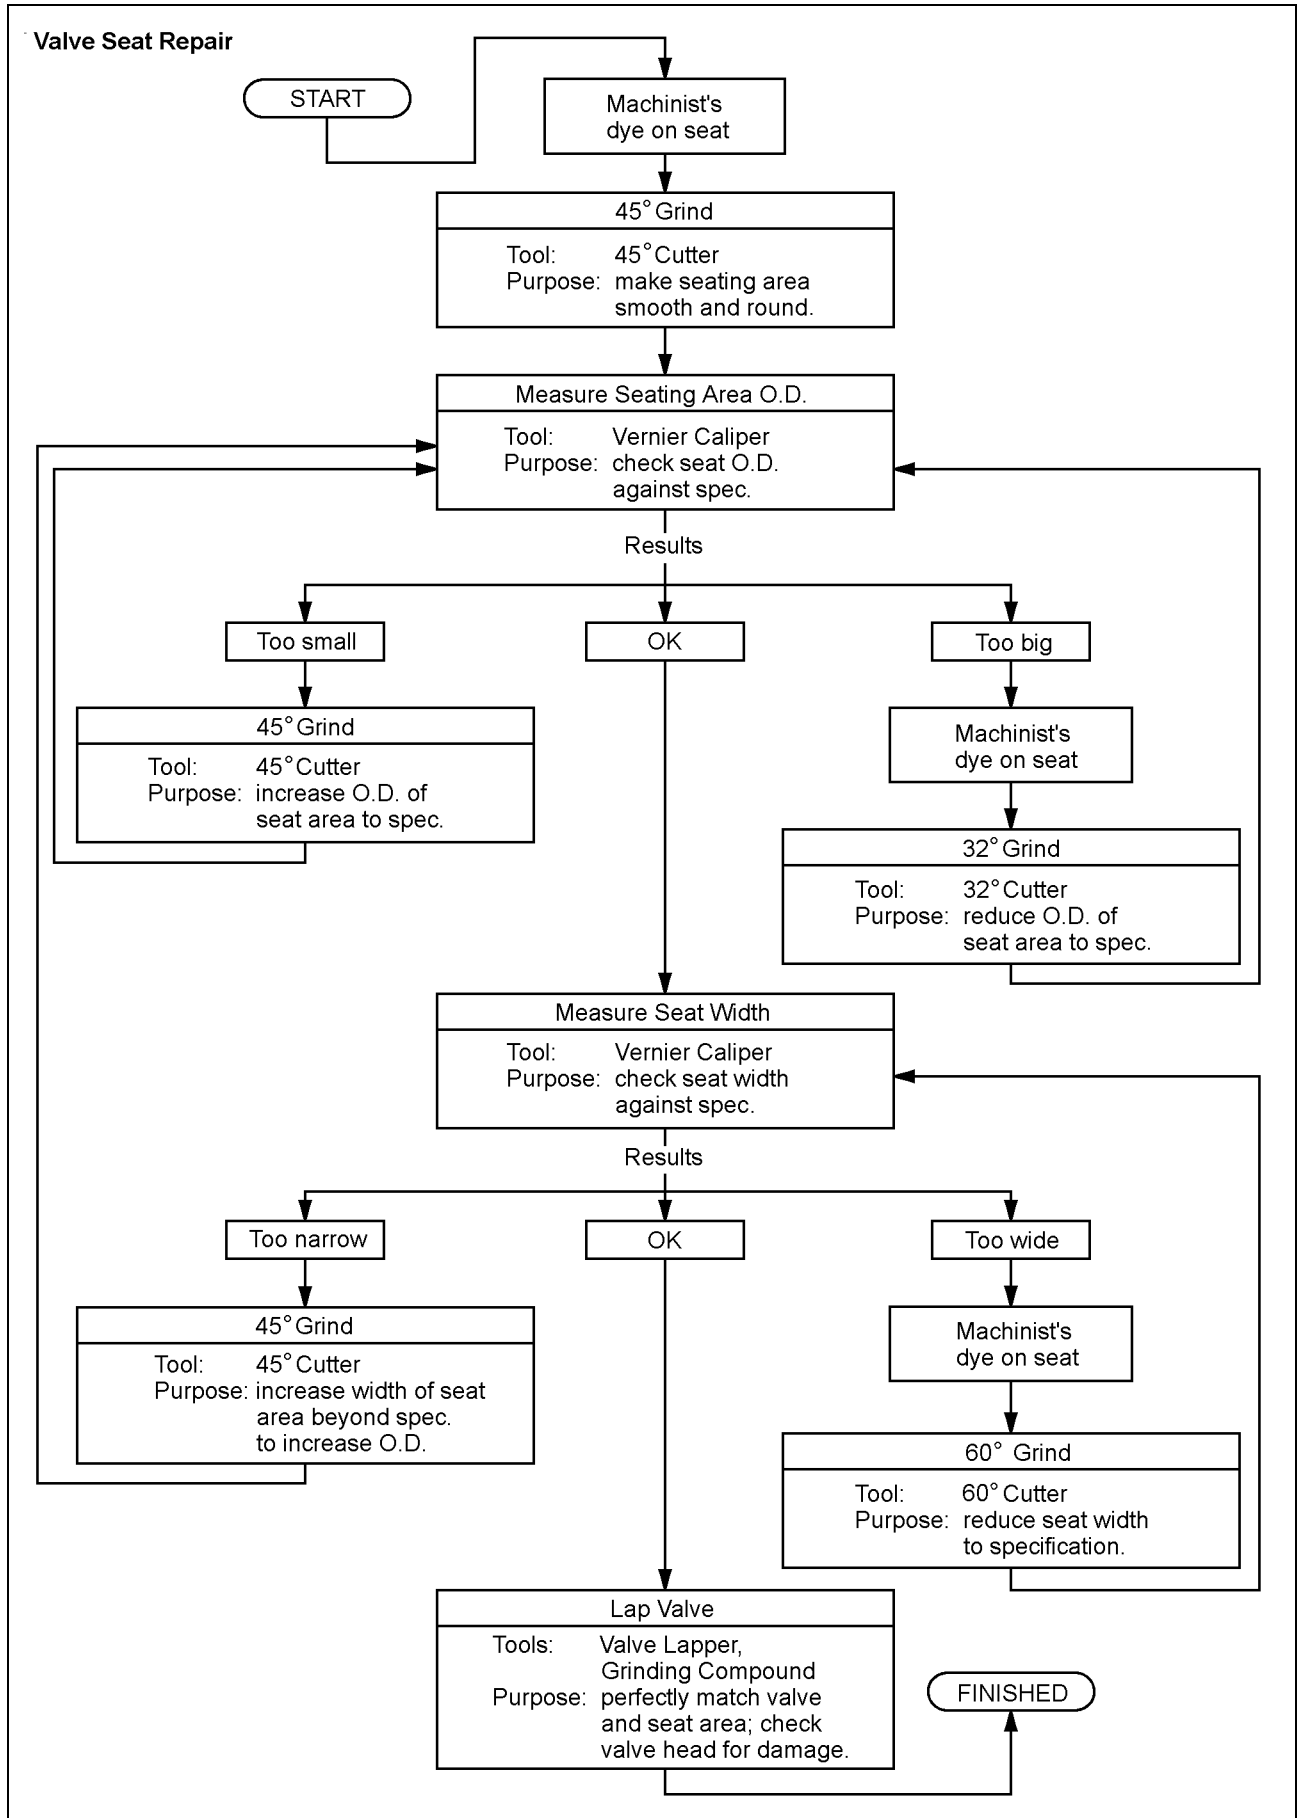 Valve Seat Repair
START
Machinist's
dye on seat
45° Grind
Tool: 45° Cutter
Purpose: make seating area
smooth and round.
Measure Seating Area O.D.
Tool: Vernier Caliper
Purpose: check seat O.D.
against spec.
Results
Too small
OK
Too big
45° Grind
Tool: 45° Cutter
Purpose: increase O.D. of
seat area to spec.
Machinist's
dye on seat
32° Grind
Tool: 32° Cutter
Purpose: reduce O.D. of
seat area to spec.
Measure Seat Width
Tool: Vernier Caliper
Purpose: check seat width
against spec.
Results
Too narrow
OK
Too wide
45° Grind
Tool: 45° Cutter
Purpose: increase width of seat
area beyond spec.
to increase O.D.
Machinist's
dye on seat
60° Grind
Tool: 60° Cutter
Purpose: reduce seat width
to specification.
Lap Valve
Tools: Valve Lapper,
Grinding Compound
Purpose: perfectly match valve
and seat area; check
valve head for damage.
FINISHED